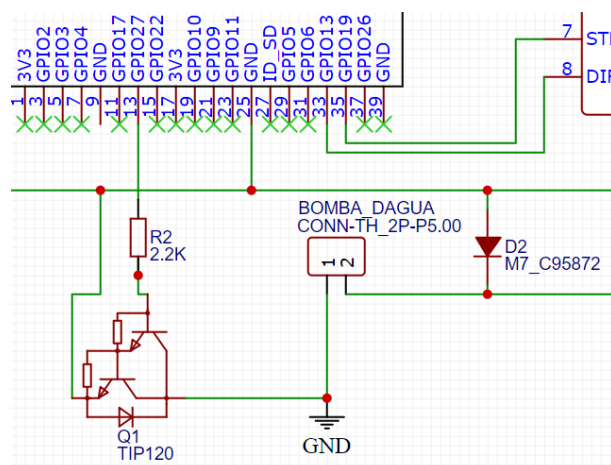 3V3
GPIO2
GPIO3
GPIO4
GND
GPIO17
GPIO27
GPIO22
3V3
GPIO10
GPIO9
GPIO11
GND
ID_SD
GPIO5
GPIO6
GPIO13
GPIO19
GPIO26
GND
1
3
5
7
9
11
13
15
17
19
21
23
25
27
29
31
33
35
37
39
7
STE
8
DIF
R2
2.2K
BOMBA_DAGUA
CONN-TH_2P-P5.00
1
2
D2
M7_C95872
Q1
TIP120
GND